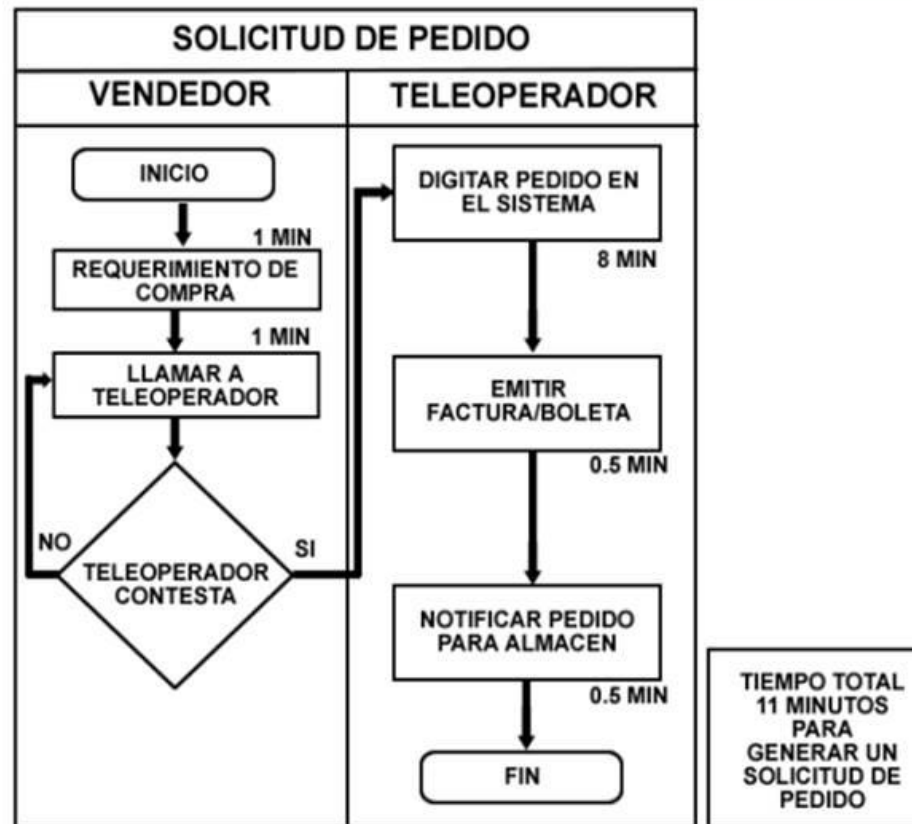 SOLICITUD DE PEDIDO
VENDEDOR
TELEOPERADOR
INICIO
1 MIN
REQUERIMIENTO DE
COMPRA
1 MIN
LLAMAR A
TELEOPERADOR
NO
SI
TELEOPERADOR
CONTESTA
DIGITAR PEDIDO EN
EL SISTEMA
8 MIN
EMITIR
FACTURA/BOLETA
0.5 MIN
NOTIFICAR PEDIDO
PARA ALMACEN
0.5 MIN
FIN
TIEMPO TOTAL
11 MINUTOS
PARA
GENERAR UN
SOLICITUD DE
PEDIDO